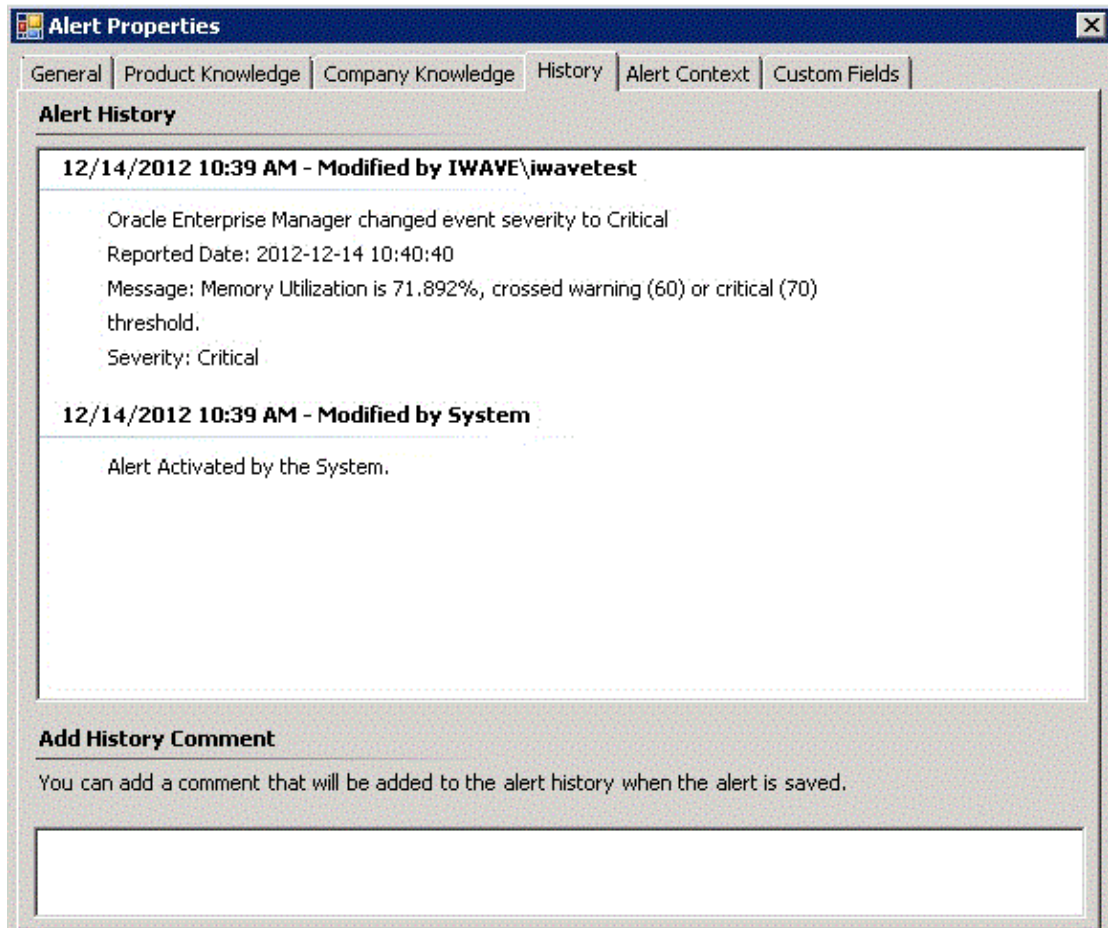 Alert Properties
General Product Knowledge Company Knowledge History Alert Context Custom Fields
Alert History
12/14/2012 10:39 AM - Modified by IWAVE\iwavetest
Oracle Enterprise Manager changed event severity to Critical
Reported Date: 2012-12-14 10:40:40
Message: Memory Utilization is 71.892%, crossed warning (60) or critical (70)
threshold.
Severity: Critical
12/14/2012 10:39 AM - Modified by System
Alert Activated by the System.
Add History Comment
You can add a comment that will be added to the alert history when the alert is saved.